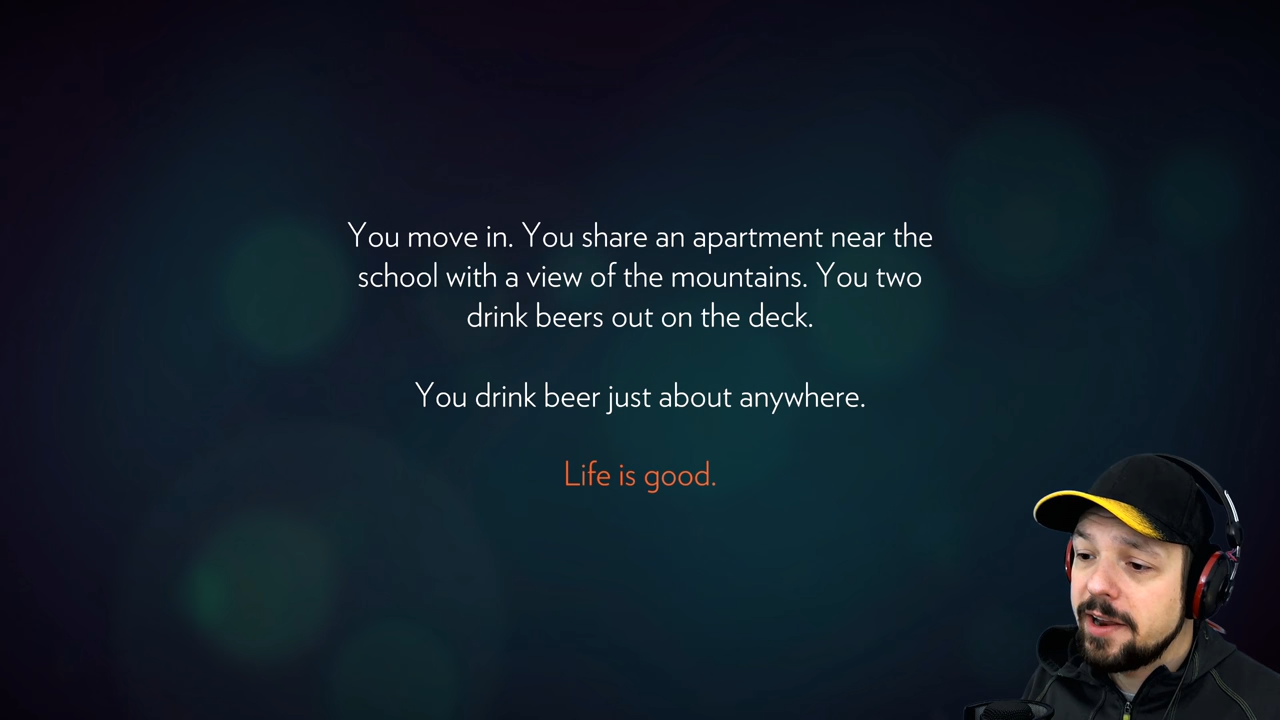 You move in. You share an apartment near the
school with a view of the mountains. You two
drink beers out on the deck.
You drink beer just about anywhere.
Life is good.